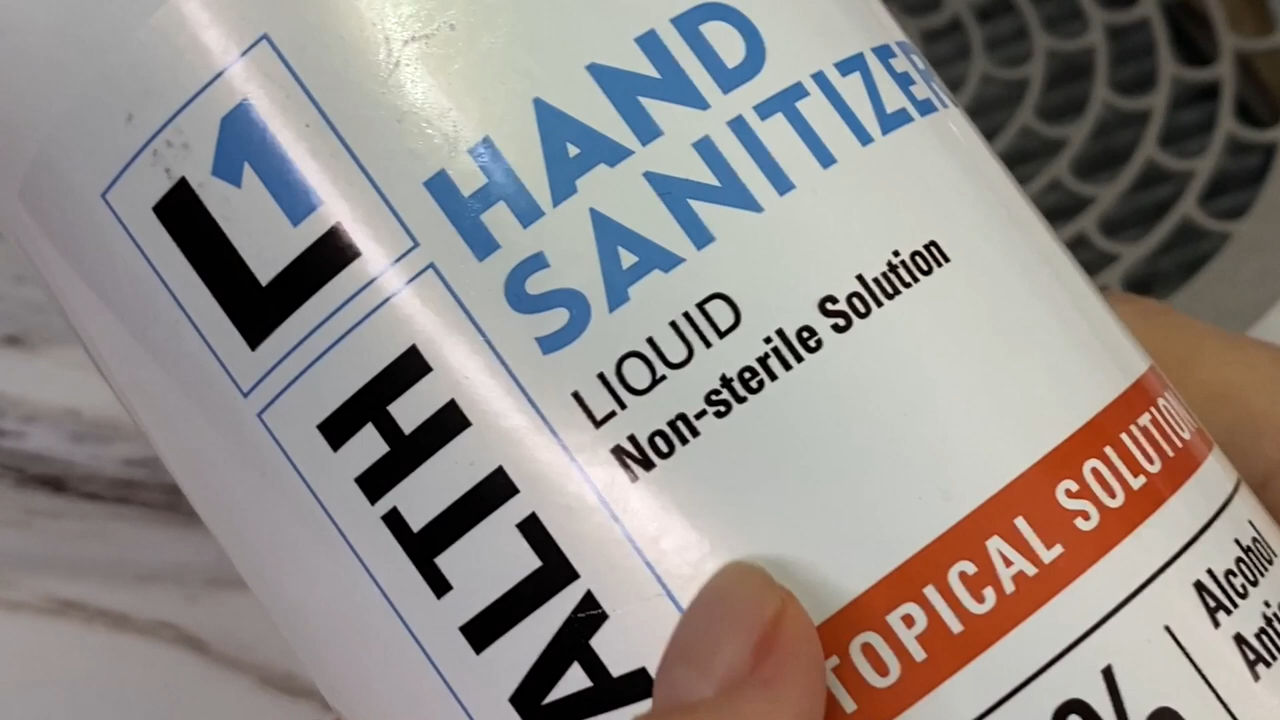 L1
ALTH
HAND
SANITIZER
LIQUID
Non-sterile Solution
TOPICAL SOLUTION
%
Alcohol